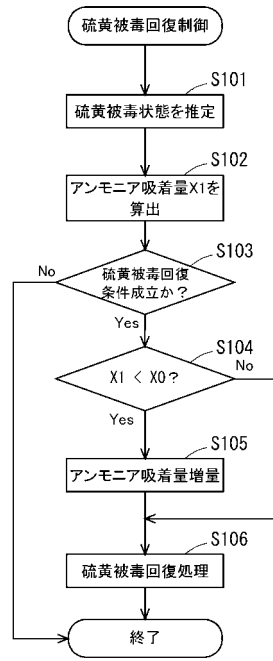 硫黄被毒回復制御
S101
硫黄被毒状態を推定
S102
アンモニア吸着量X1を
算出
S103
硫黄被毒回復
条件成立か?
No
Yes
S104
X1 < X0?
No
Yes
S105
アンモニア吸着量増量
S106
硫黄被毒回復処理
終了